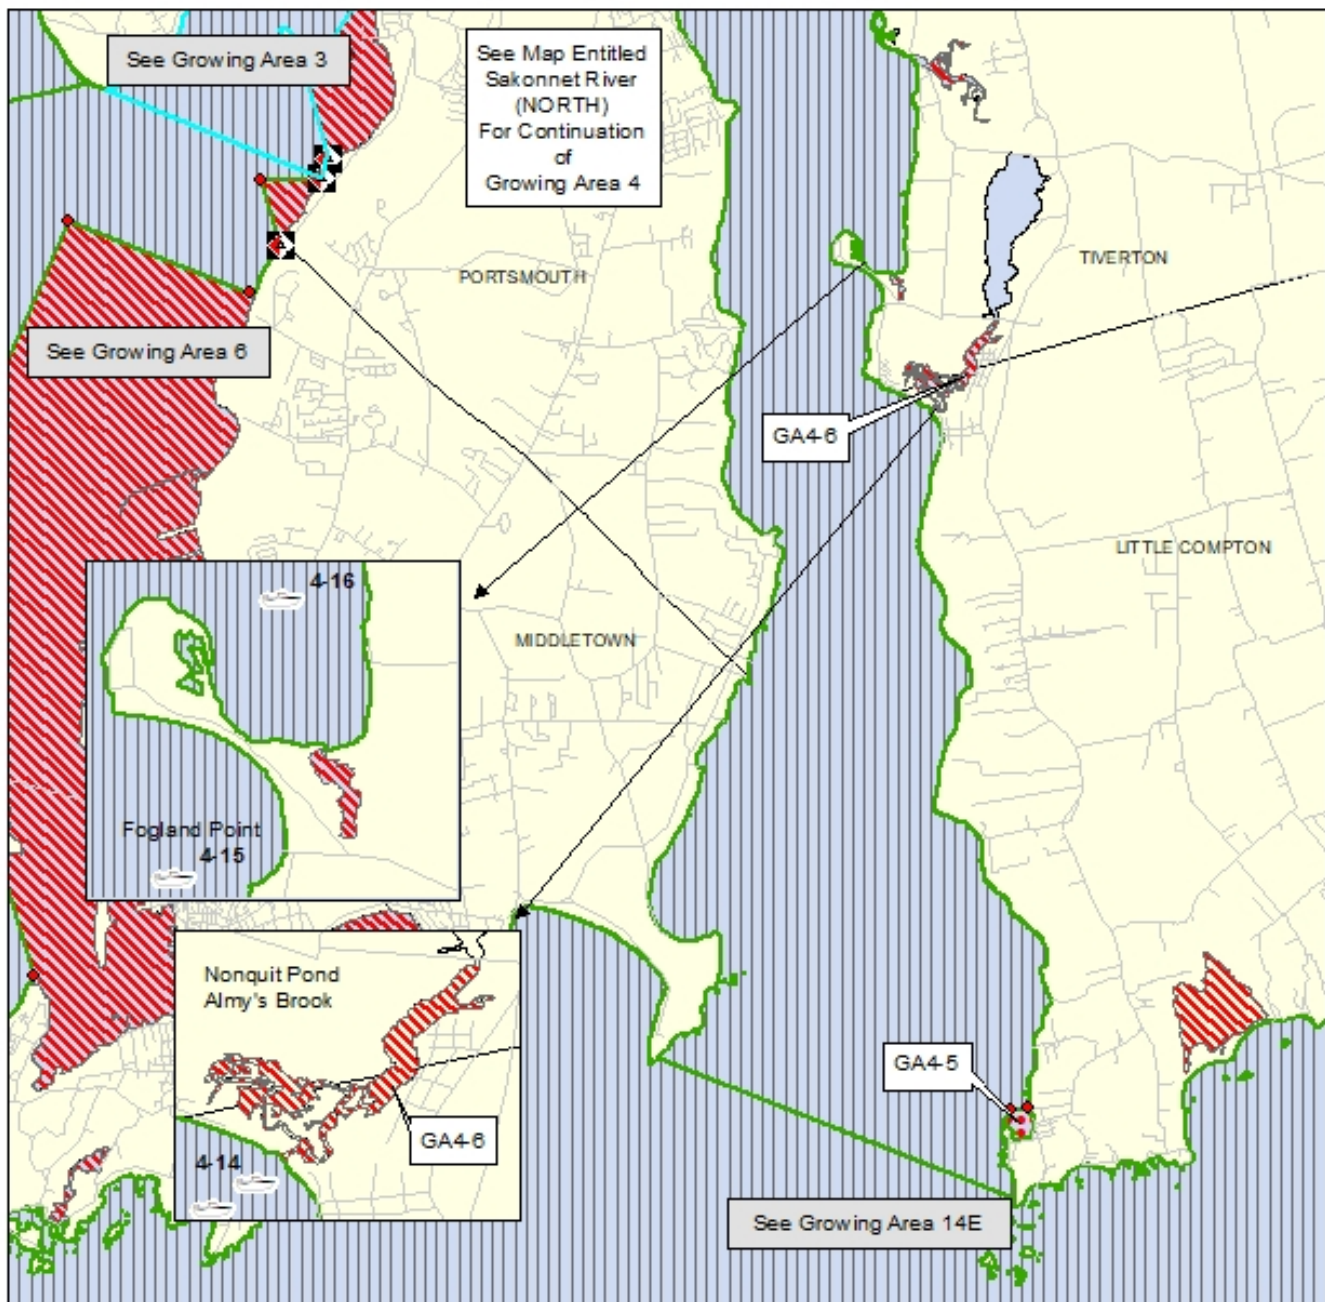 See Growing Area 3
See Map Entitled
Sakonnet River
(NORTH)
For Continuation
of
Growing Area 4
PORTSMOUTH
TIVERTON
See Growing Area 6
GA4-6
LITTLE COMPTON
4-16
MIDDLETOWN
Fogland Point
4-15
Nonquit Pond
Almy's Brook
GA4-6
4-14
GA4-5
See Growing Area 14E